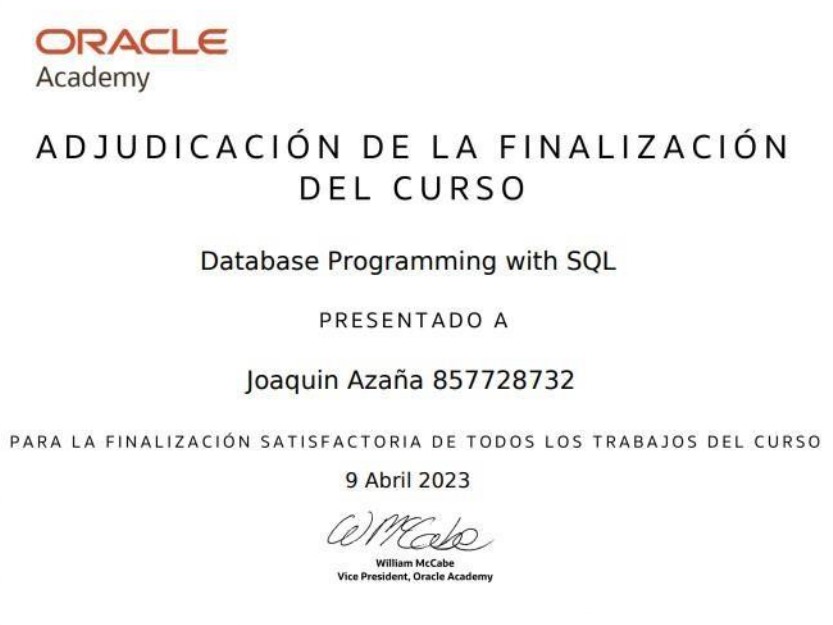 ORACLE
Academy
ADJUDICACIÓN DE LA FINALIZACIÓN
DEL CURSO
Database Programming with SQL
PRESENTADO A
Joaquin Azaña 857728732
PARA LA FINALIZACIÓN SATISFACTORIA DE TODOS LOS TRABAJOS DEL CURSO
9 Abril 2023
WMcCabe
William McCabe
Vice President, Oracle Academy